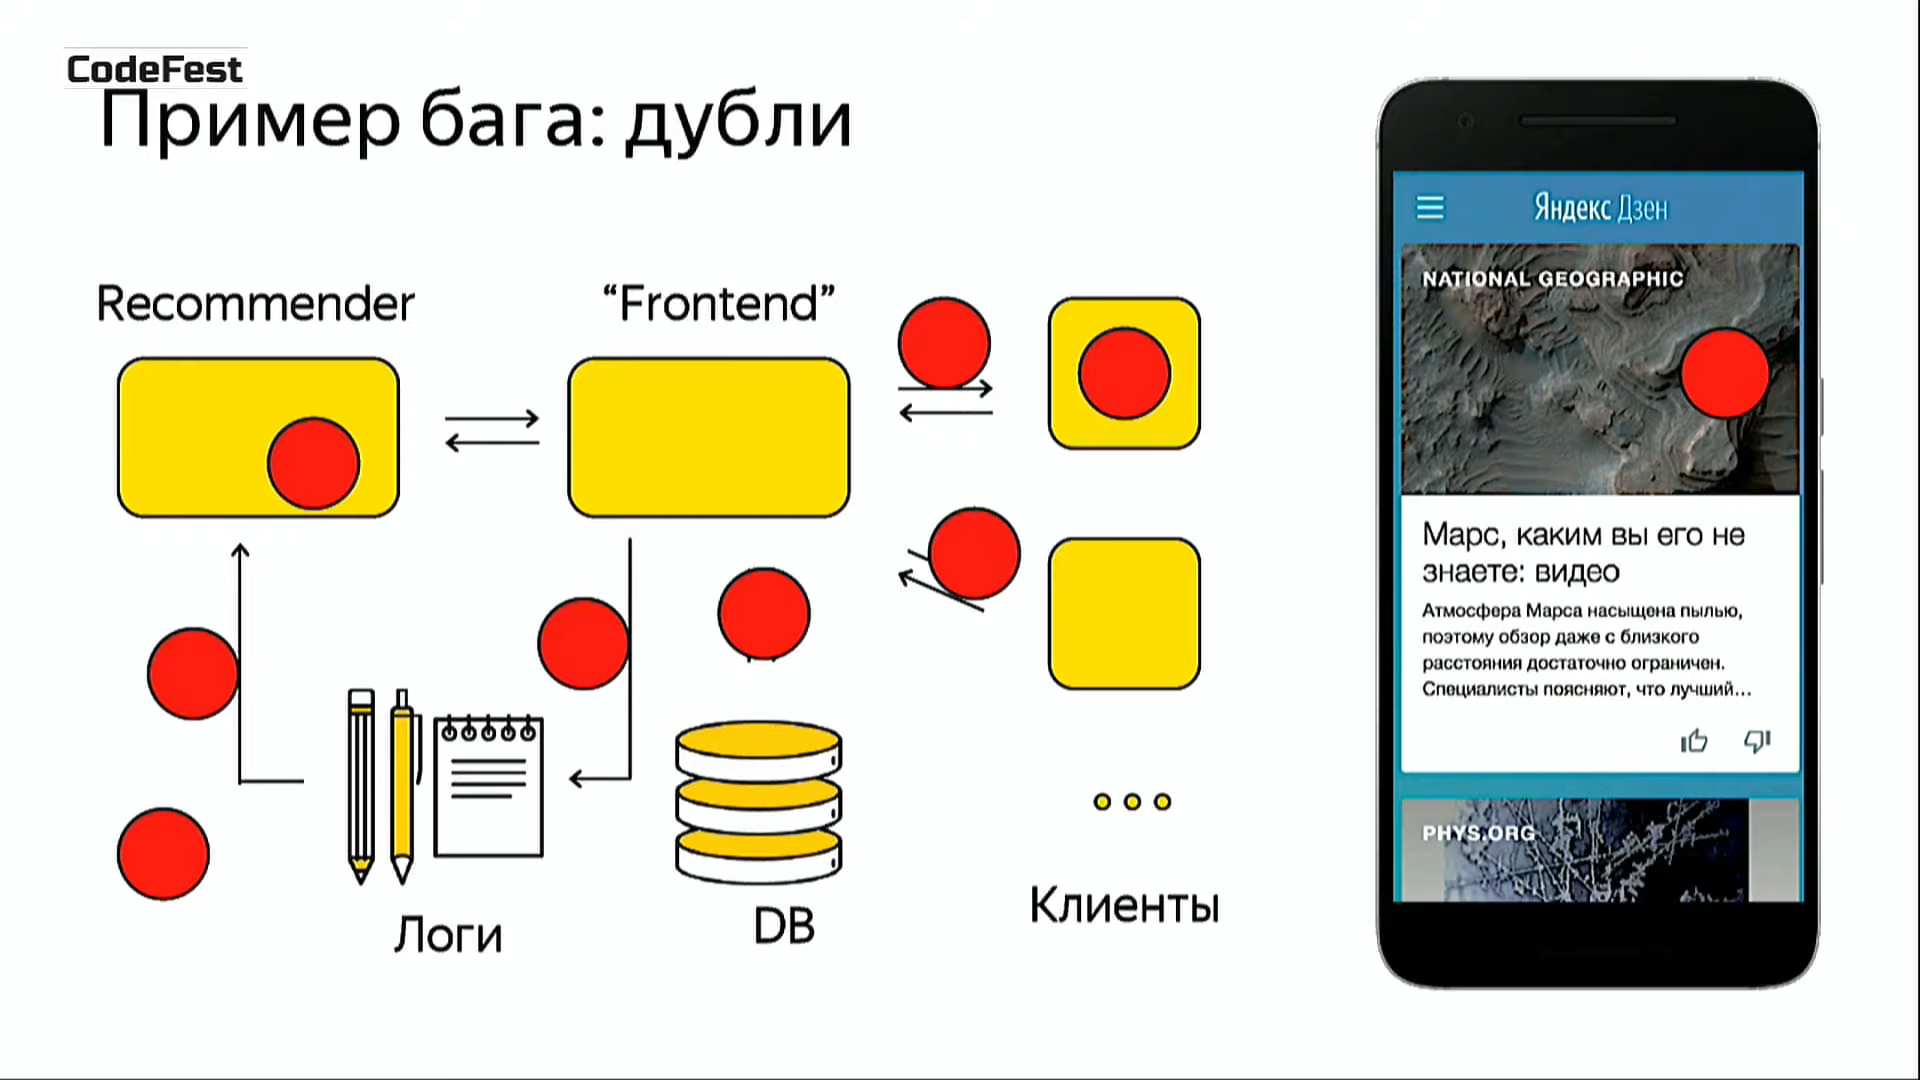 CodeFest
Пример бага: дубли
Recommender
“Frontend”
Логи
DB
Клиенты
Яндекс Дзен
NATIONAL GEOGRAPHIC
Марс, каким вы его не
знаете: видео
Атмосфера Марса насыщена пылью,
поэтому обзор даже с близкого
расстояния достаточно ограничен.
Специалисты поясняют, что лучший...
PHYS.ORG